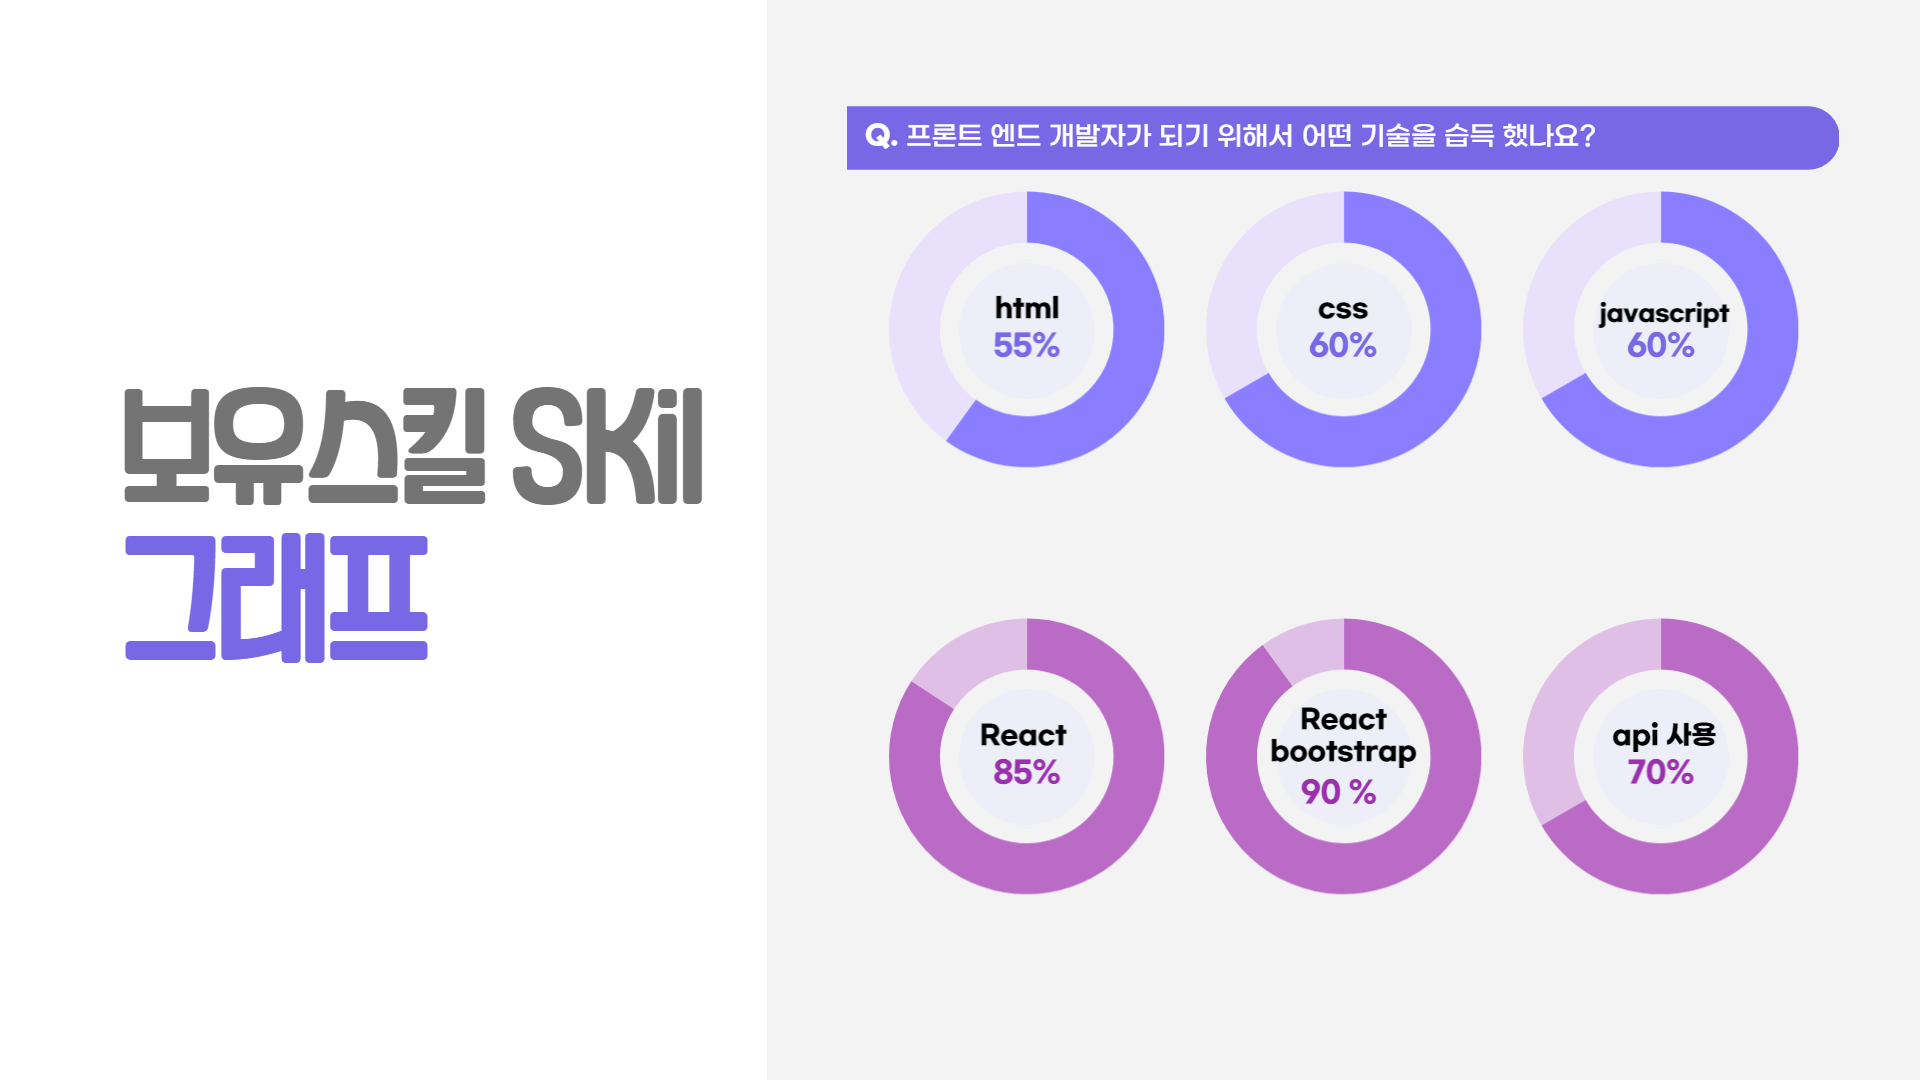 보유스킬 SKil
그래프
Q. 프론트 엔드 개발자가 되기 위해서 어떤 기술을 습득 했나요?
html
55%
css
60%
javascript
60%
React
85%
React
bootstrap
90 %
api 사용
70%